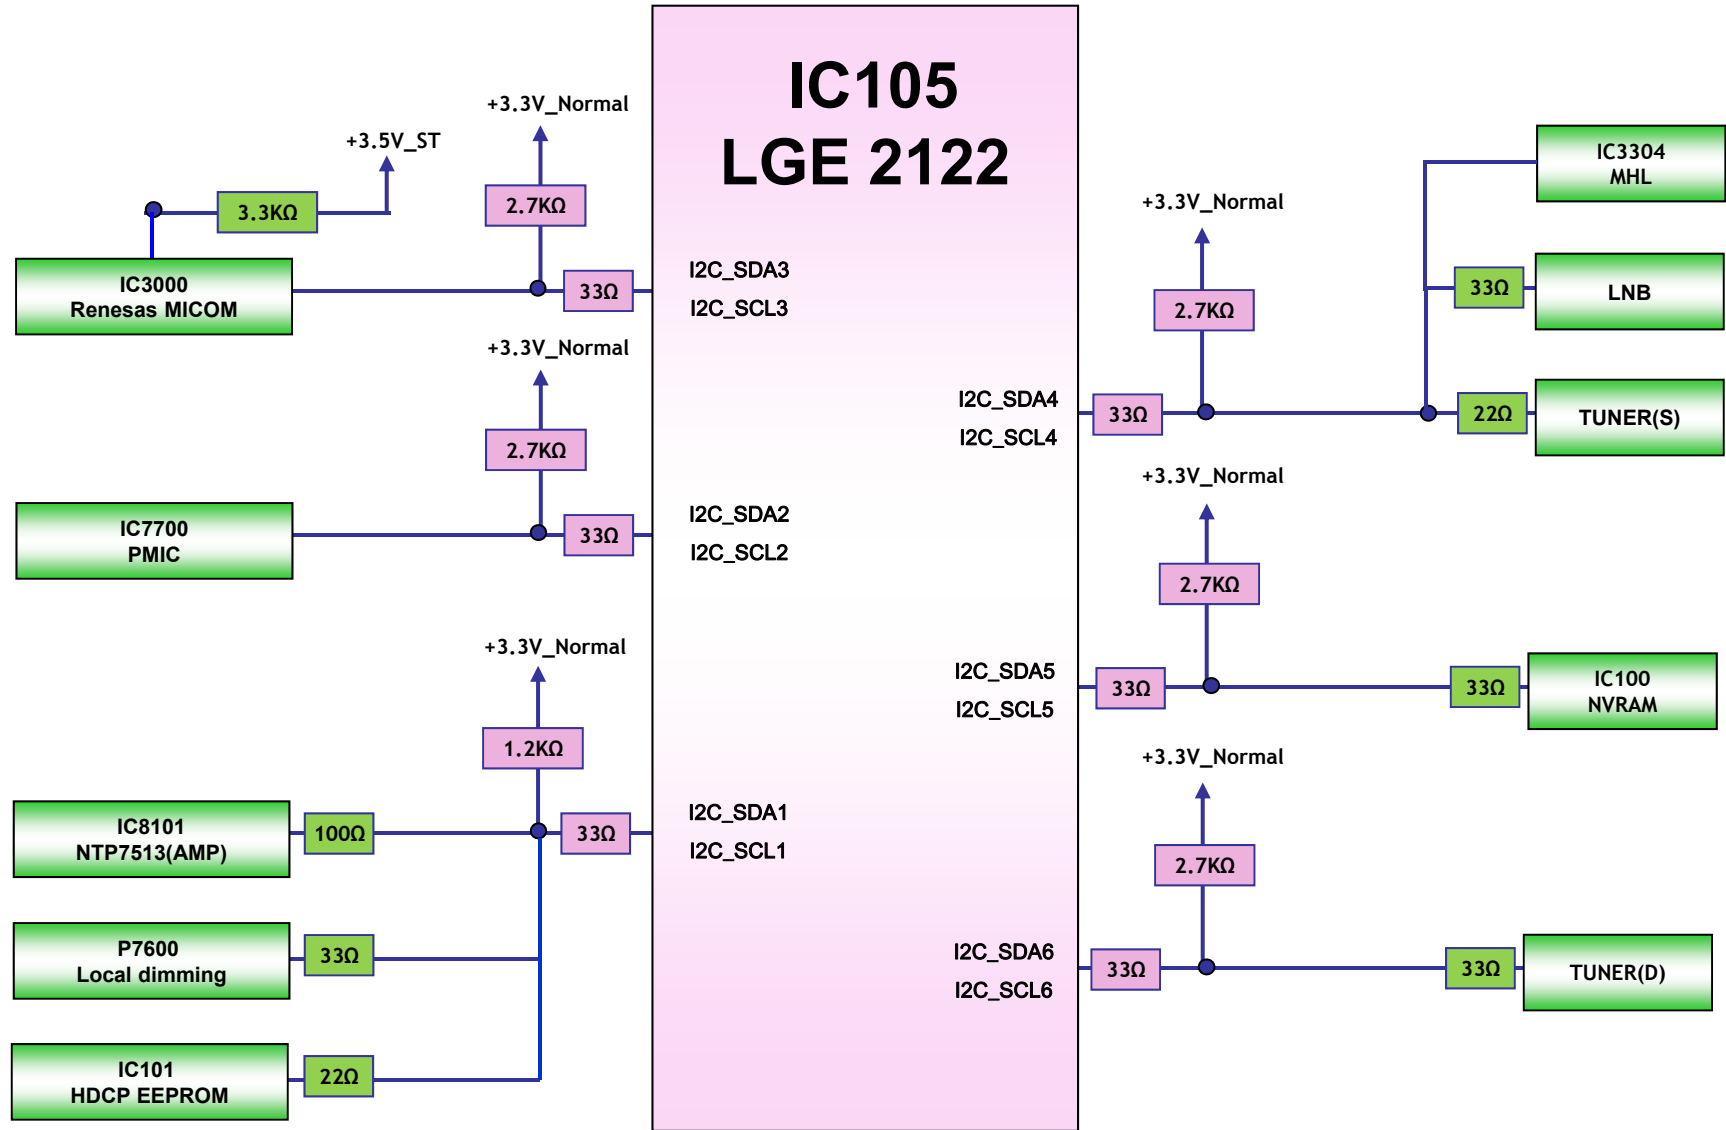 IC105
LGE 2122
+3.3V_Normal
+3.5V_ST
3.3KΩ
2.7KΩ
IC3000
Renesas MICOM
33Ω
I2C_SDA3
I2C_SCL3
+3.3V_Normal
2.7KΩ
IC7700
PMIC
33Ω
I2C_SDA2
I2C_SCL2
+3.3V_Normal
1.2KΩ
IC8101
NTP7513(AMP)
100Ω
33Ω
I2C_SDA1
I2C_SCL1
P7600
Local dimming
33Ω
IC101
HDCP EEPROM
22Ω
IC3304
MHL
+3.3V_Normal
2.7KΩ
33Ω
LNB
I2C_SDA4
I2C_SCL4
33Ω
22Ω
TUNER(S)
+3.3V_Normal
2.7KΩ
I2C_SDA5
I2C_SCL5
33Ω
33Ω
IC100
NVRAM
+3.3V_Normal
2.7KΩ
I2C_SDA6
I2C_SCL6
33Ω
33Ω
TUNER(D)